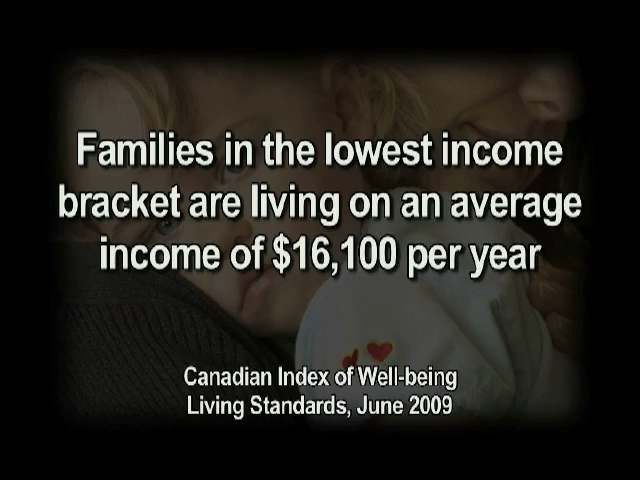 Families in the lowest income
bracket are living on an average
income of $16,100 per year
Canadian Index of Well-being
Living Standards, June 2009